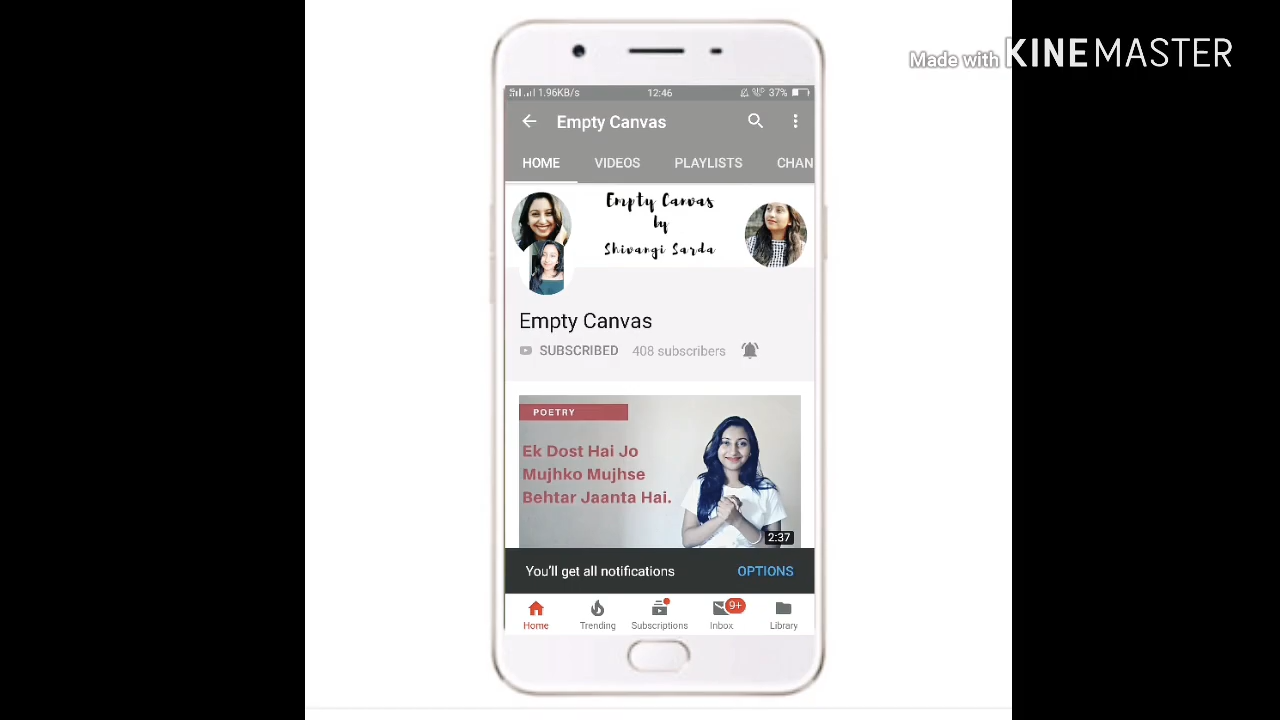 Made with KINEMASTER
1.96KB/s 12:46 37%
Empty Canvas
HOME VIDEOS PLAYLISTS CHAN
Empty Canvas
by
Shivangi Sarda
Empty Canvas
SUBSCRIBED 408 subscribers
POETRY
Ek Dost Hai Jo
Mujhko Mujhse
Behtar Jaanta Hai.
2:37
You'll get all notifications OPTIONS
9+
Home Trending Subscriptions Inbox Library